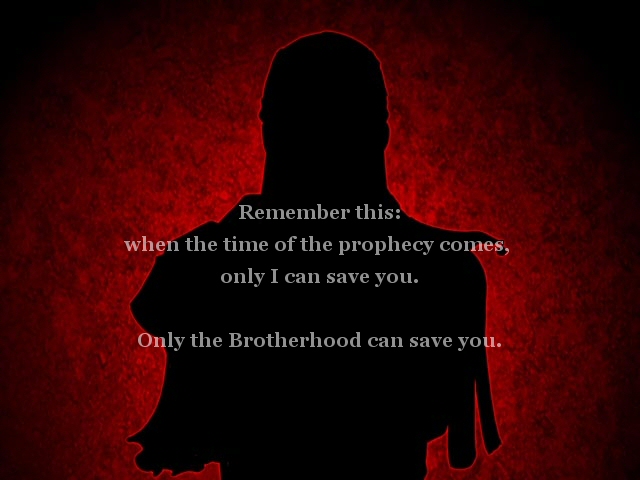 Remember this:
when the time of the prophecy comes,
only I can save you.
Only the Brotherhood can save you.